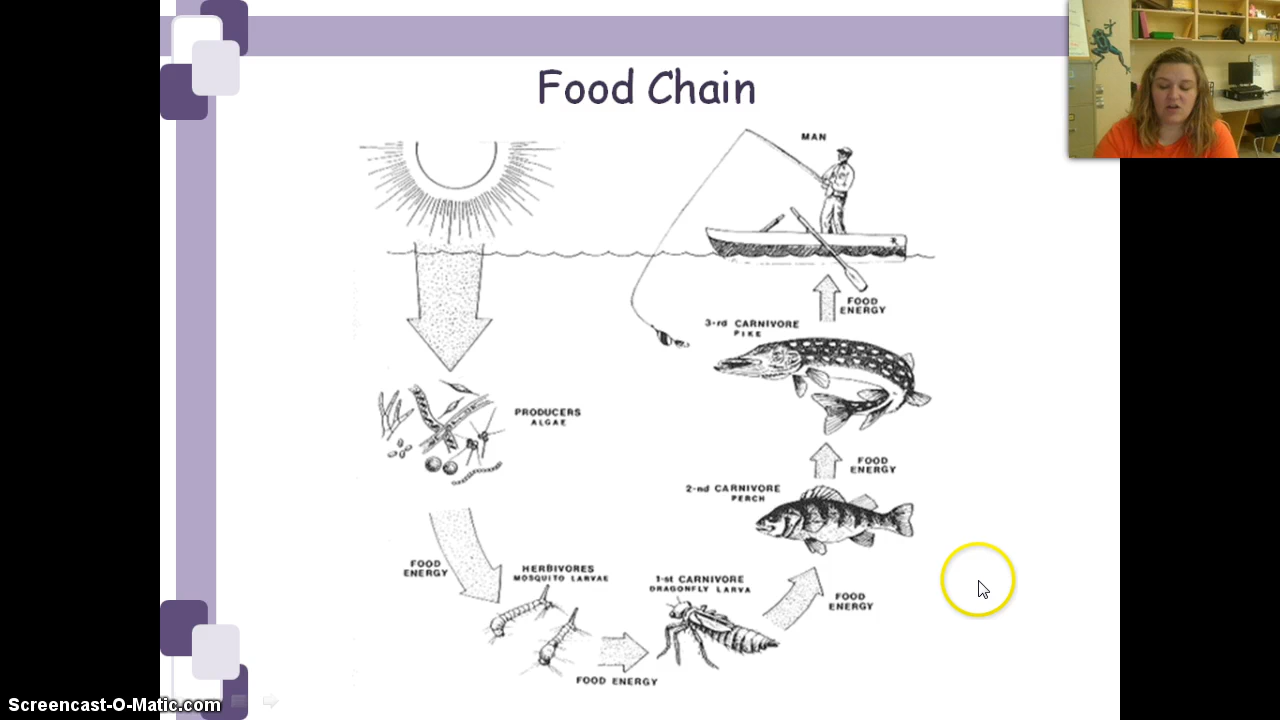 Food Chain
MAN
FOOD
ENERGY
3-rd CARNIVORE
PIKE
PRODUCERS
ALGAE
FOOD
ENERGY
2-nd CARNIVORE
PERCH
FOOD
ENERGY
HERBIVORES
MOSQUITO LARVAE
1-st CARNIVORE
DRAGONFLY LARVA
FOOD
ENERGY
FOOD ENERGY
Screencast-O-Matic.com